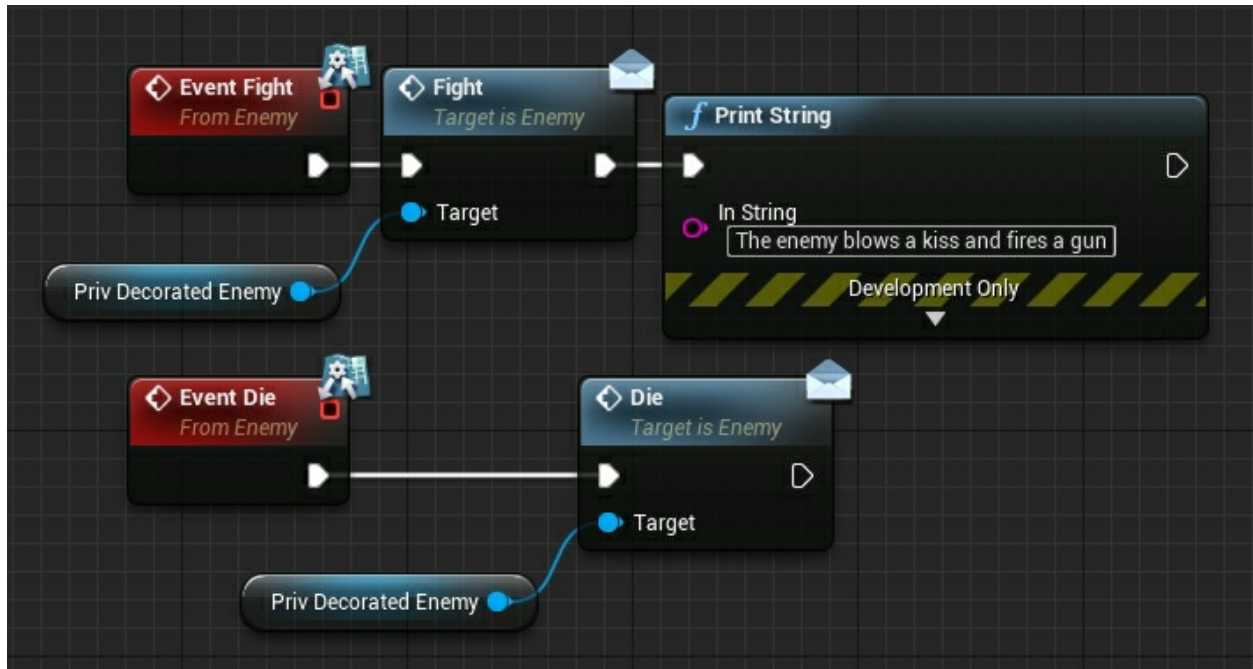 Event Fight
From Enemy
Fight
Target is Enemy
Target
Print String
In String
The enemy blows a kiss and fires a gun
Development Only
Priv Decorated Enemy
Event Die
From Enemy
Die
Target is Enemy
Target
Priv Decorated Enemy